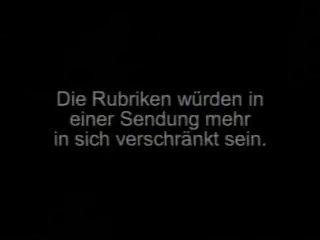 Die Rubriken würden in
einer Sendung mehr
in sich verschränkt sein.